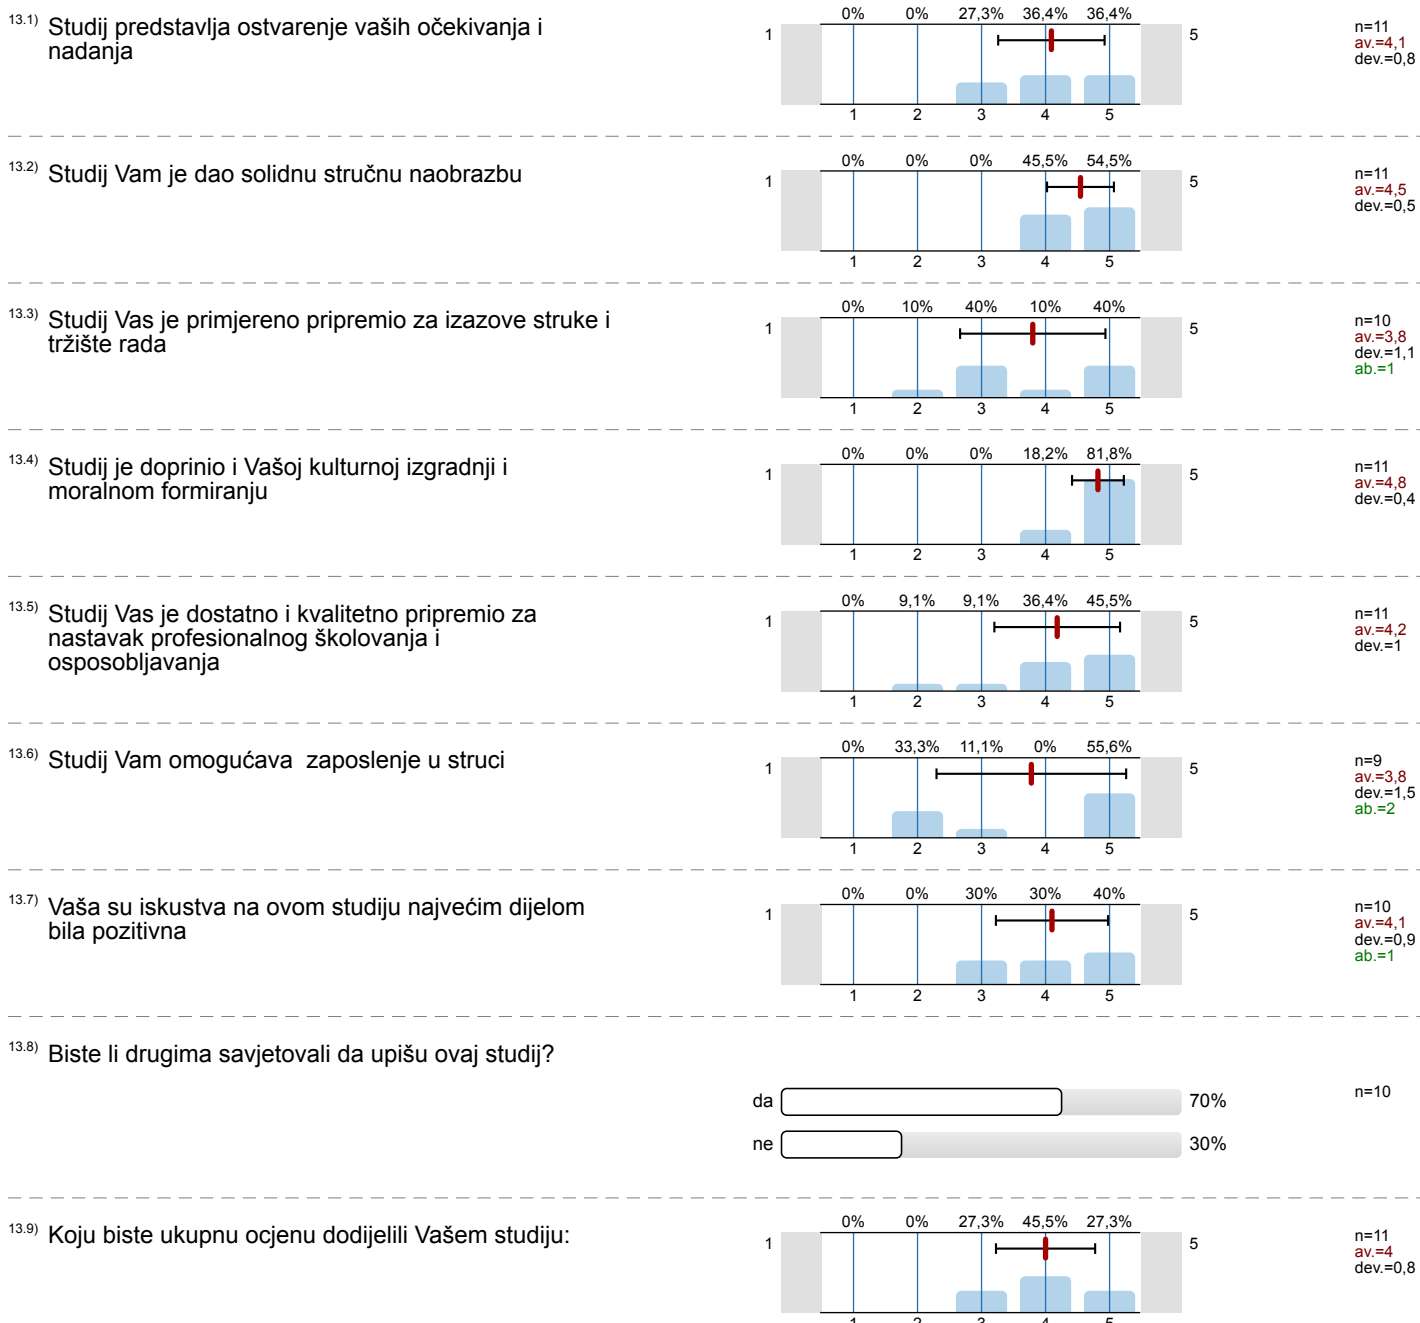 13.1) Studij predstavlja ostvarenje vaših očekivanja i
nadanja
0% 0% 27,3% 36,4% 36,4%
1 5
1 2 3 4 5
n=11
av.=4,1
dev.=0,8
13.2) Studij Vam je dao solidnu stručnu naobrazbu
0% 0% 0% 45,5% 54,5%
1 5
1 2 3 4 5
n=11
av.=4,5
dev.=0,5
13.3) Studij Vas je primjereno pripremio za izazove struke i
tržište rada
0% 10% 40% 10% 40%
1 5
1 2 3 4 5
n=10
av.=3,8
dev.=1,1
ab.=1
13.4) Studij je doprinio i Vašoj kulturnoj izgradnji i
moralnom formiranju
0% 0% 0% 18,2% 81,8%
1 5
1 2 3 4 5
n=11
av.=4,8
dev.=0,4
13.5) Studij Vas je dostatno i kvalitetno pripremio za
nastavak profesionalnog školovanja i
osposobljavanja
0% 9,1% 9,1% 36,4% 45,5%
1 5
1 2 3 4 5
n=11
av.=4,2
dev.=1
13.6) Studij Vam omogućava zaposlenje u struci
0% 33,3% 11,1% 0% 55,6%
1 5
1 2 3 4 5
n=9
av.=3,8
dev.=1,5
ab.=2
13.7) Vaša su iskustva na ovom studiju najvećim dijelom
bila pozitivna
0% 0% 30% 30% 40%
1 5
1 2 3 4 5
n=10
av.=4,1
dev.=0,9
ab.=1
13.8) Biste li drugima savjetovali da upišu ovaj studij?
da 70%
n=10
ne 30%
13.9) Koju biste ukupnu ocjenu dodijelili Vašem studiju:
0% 0% 27,3% 45,5% 27,3%
1 5
1 2 3 4 5
n=11
av.=4
dev.=0,8